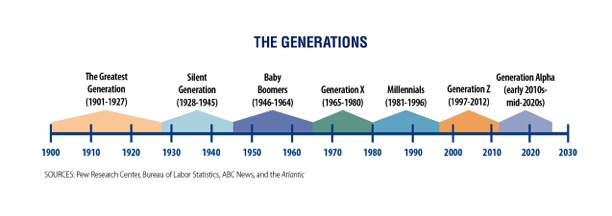 THE GENERATIONS
The Greatest
Generation
(1901-1927)
Silent
Generation
(1928-1945)
Baby
Boomers
(1946-1964)
Generation X
(1965-1980)
Millennials
(1981-1996)
Generation Z
(1997-2012)
Generation Alpha
(early 2010s-
mid-2020s)
1900 1910 1920 1930 1940 1950 1960 1970 1980 1990 2000 2010 2020 2030
SOURCES: Pew Research Center, Bureau of Labor Statistics, ABC News, and the Atlantic